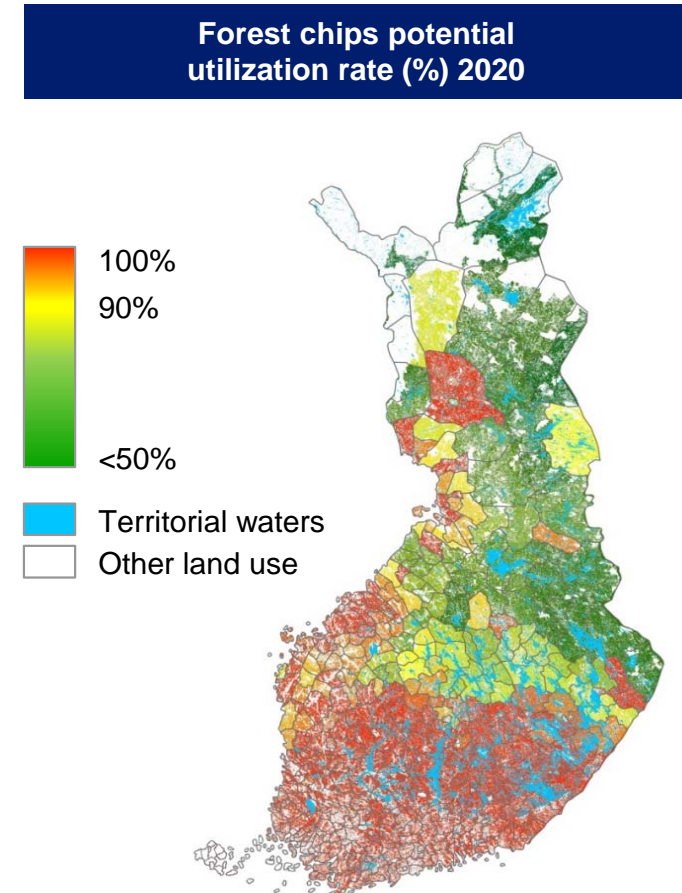 Forest chips potential
utilization rate (%) 2020
100%
90%
<50%
Territorial waters
Other land use